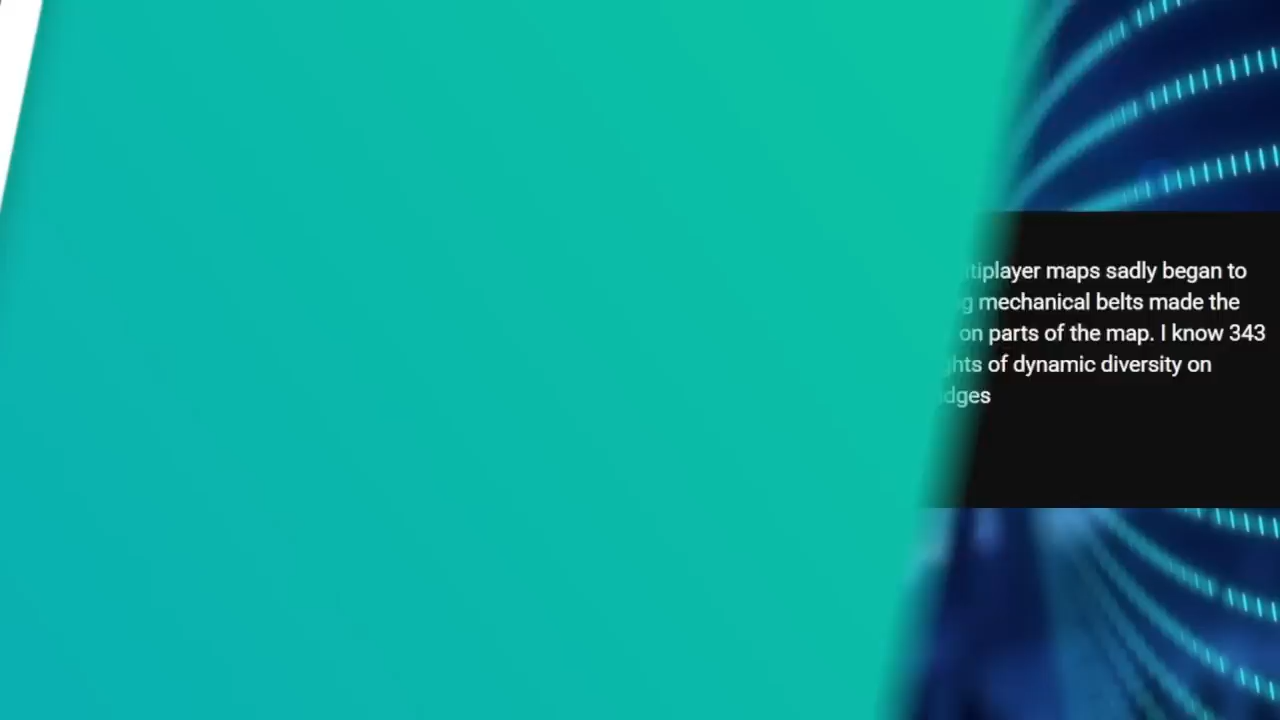 maps sadly began to
mechanical belts made the
on parts of the map. I know 343
of dynamic diversity on